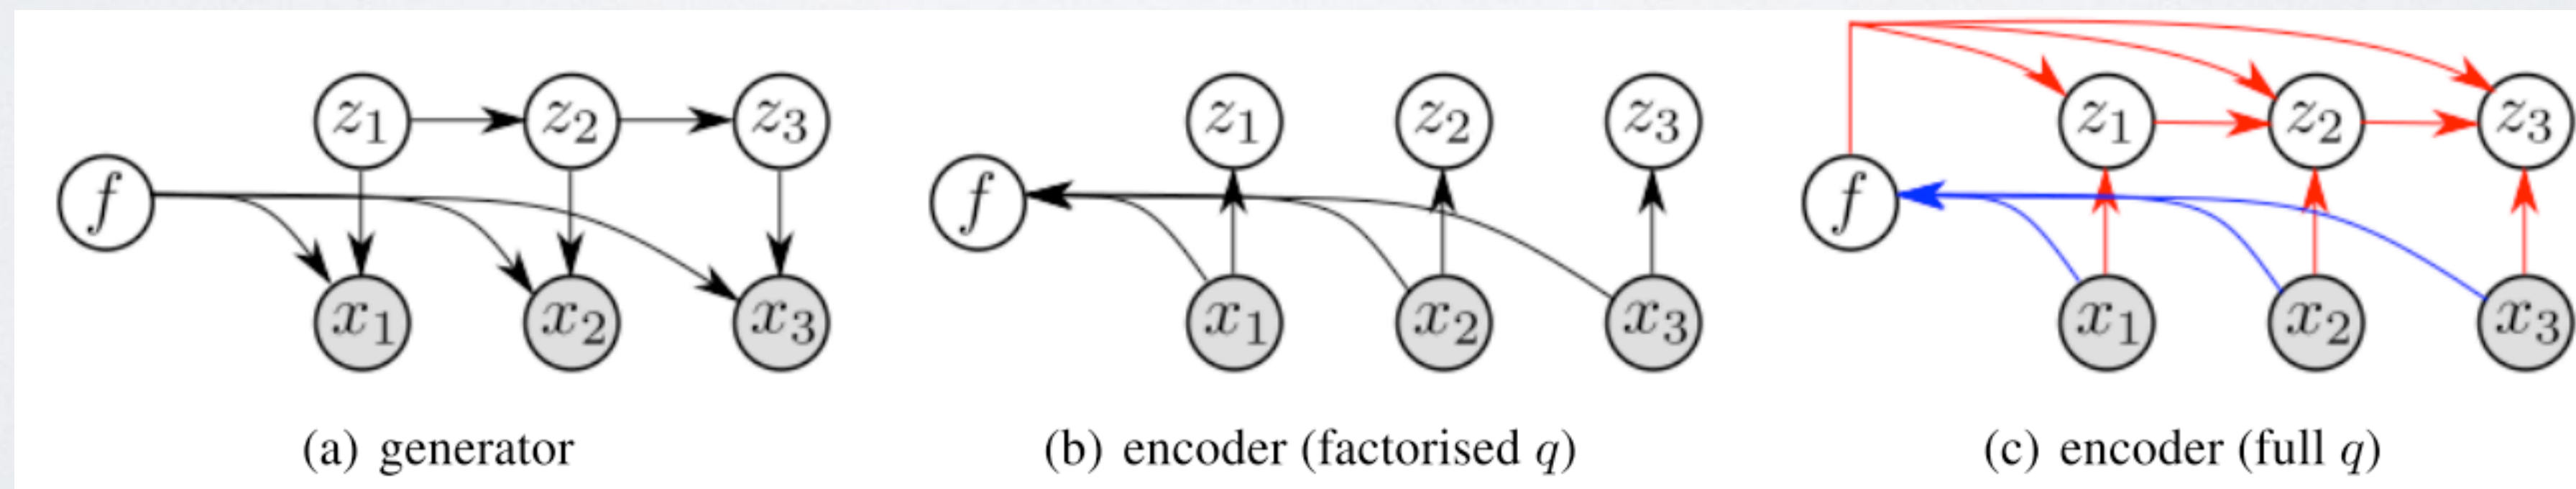 z1 z2 z3
f
x1 x2 x3
(a) generator
z1 z2 z3
f
x1 x2 x3
(b) encoder (factorised q)
z1 z2 z3
f
x1 x2 x3
(c) encoder (full q)